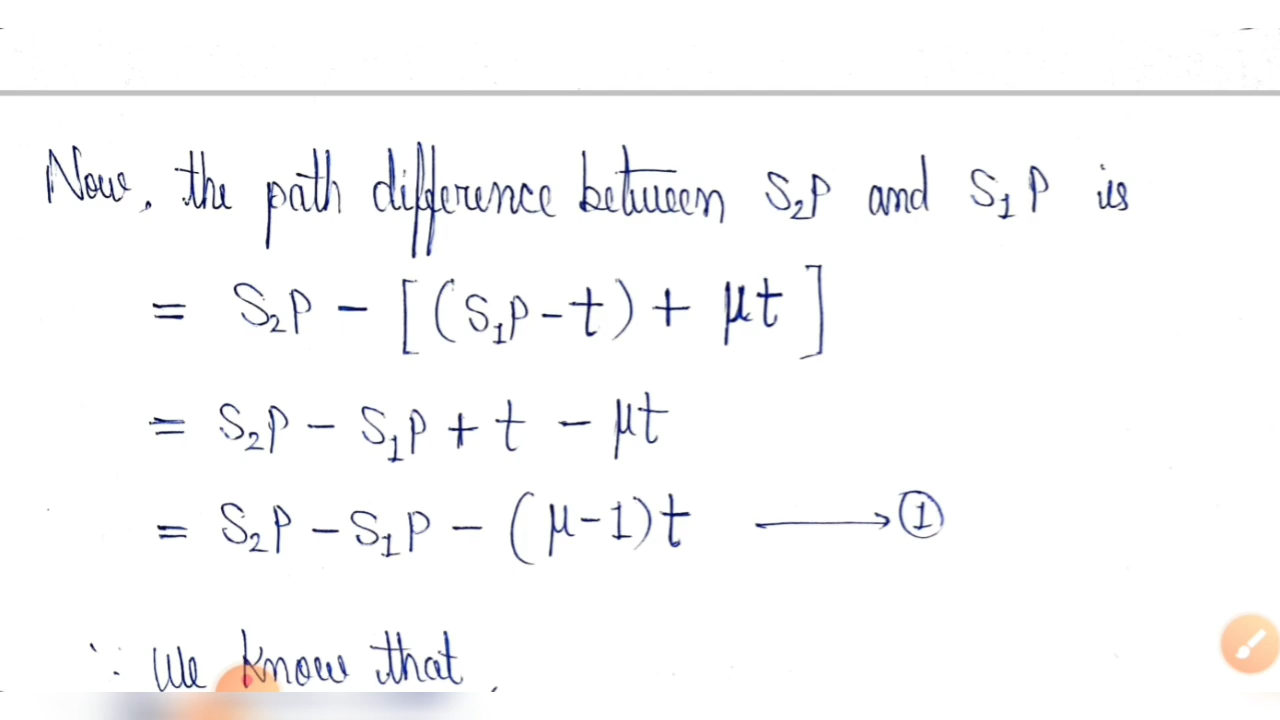 Now, the path difference between S₂P and S₁P is
= S₂P - [(S₁P - t) + μt]
= S₂P - S₁P + t - μt
= S₂P - S₁P - (μ-1)t ⟶ ①
∵ We know that,